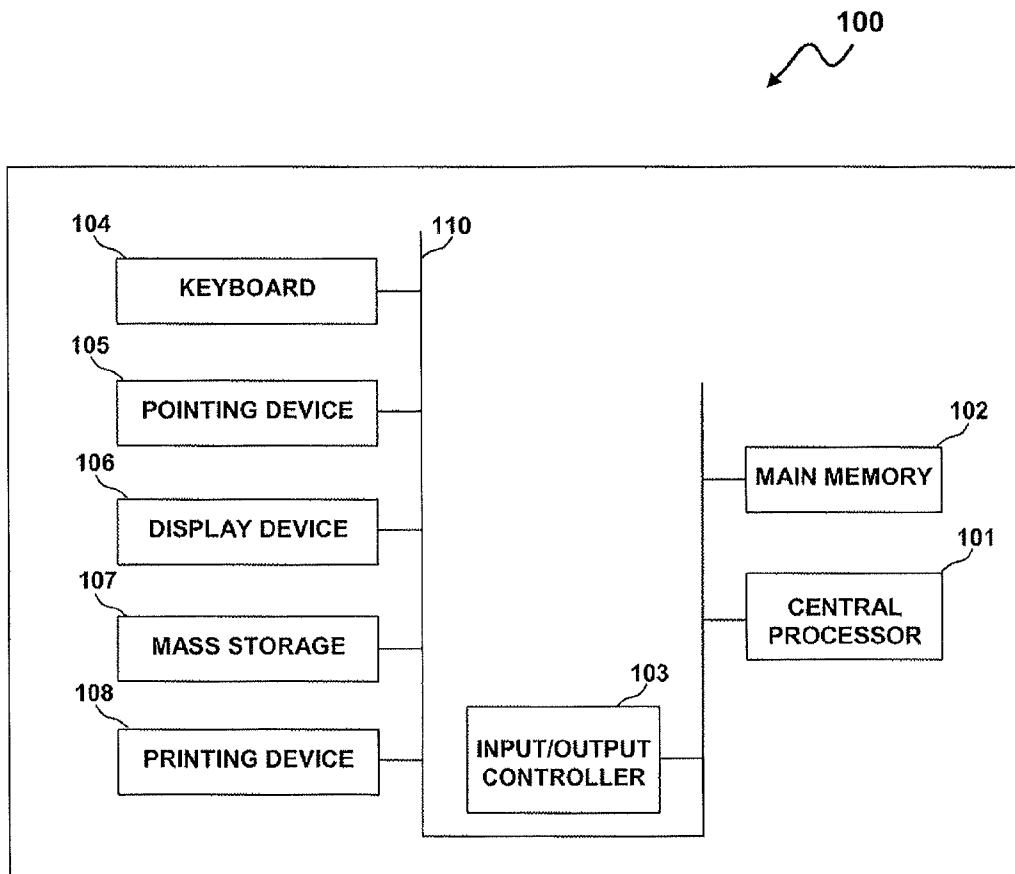 100
104
110
KEYBOARD
105
POINTING DEVICE
102
MAIN MEMORY
106
DISPLAY DEVICE
101
CENTRAL
PROCESSOR
107
MASS STORAGE
103
INPUT/OUTPUT
CONTROLLER
108
PRINTING DEVICE